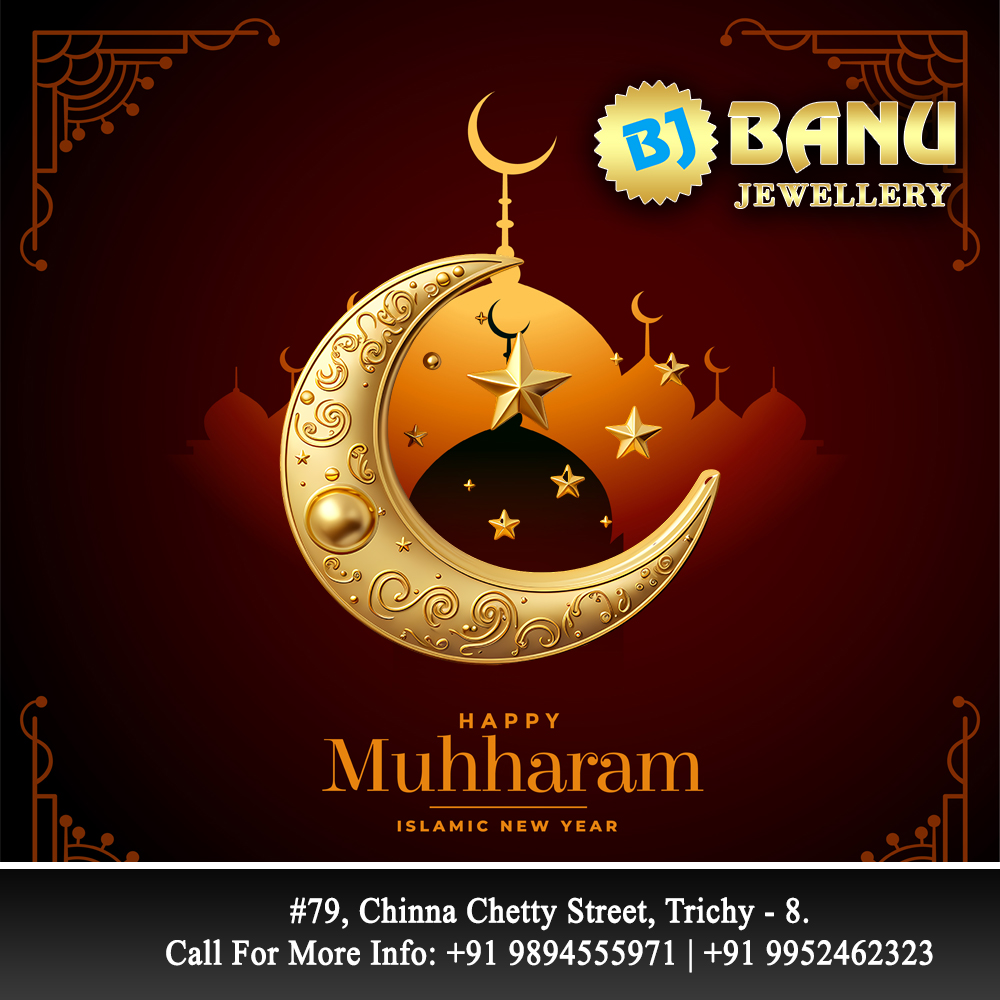 BJ BANU
JEWELLERY
HAPPY
Muhharam
ISLAMIC NEW YEAR
#79, Chinna Chetty Street, Trichy - 8.
Call For More Info: +91 9894555971 | +91 9952462323